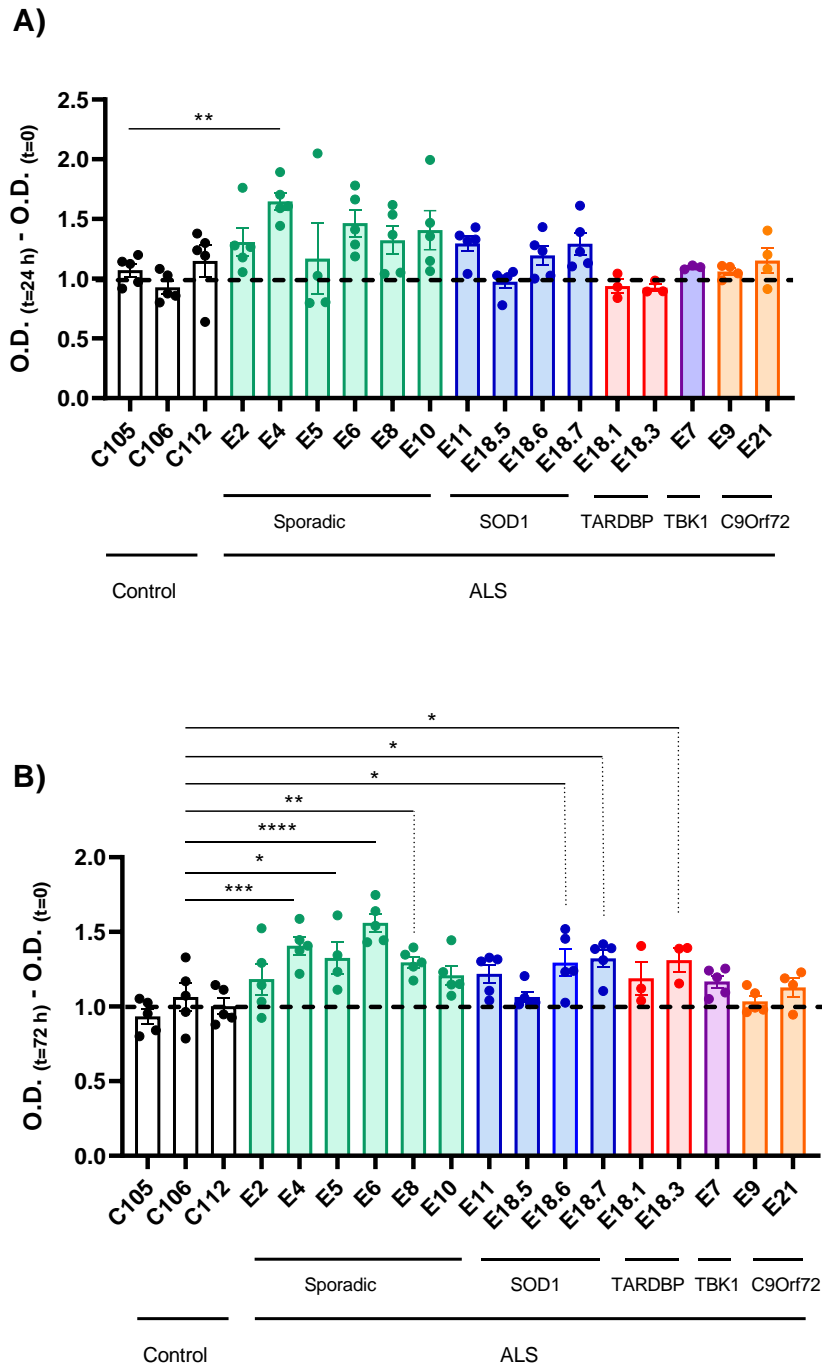 A)
O.D. (t=24 h) - O.D. (t=0)
2.5
2.0
1.5
1.0
0.5
0.0
**
C105 C106 C112 E2 E4 E5 E6 E8 E10 E11 E18.5 E18.6 E18.7 E18.1 E18.3 E7 E9 E21
Sporadic SOD1 TARDBP TBK1 C9Orf72
Control ALS
B)
O.D. (t=72 h) - O.D. (t=0)
*
*
*
**
****
*
***
2.0
1.5
1.0
0.5
0.0
C105 C106 C112 E2 E4 E5 E6 E8 E10 E11 E18.5 E18.6 E18.7 E18.1 E18.3 E7 E9 E21
Sporadic SOD1 TARDBP TBK1 C9Orf72
Control ALS